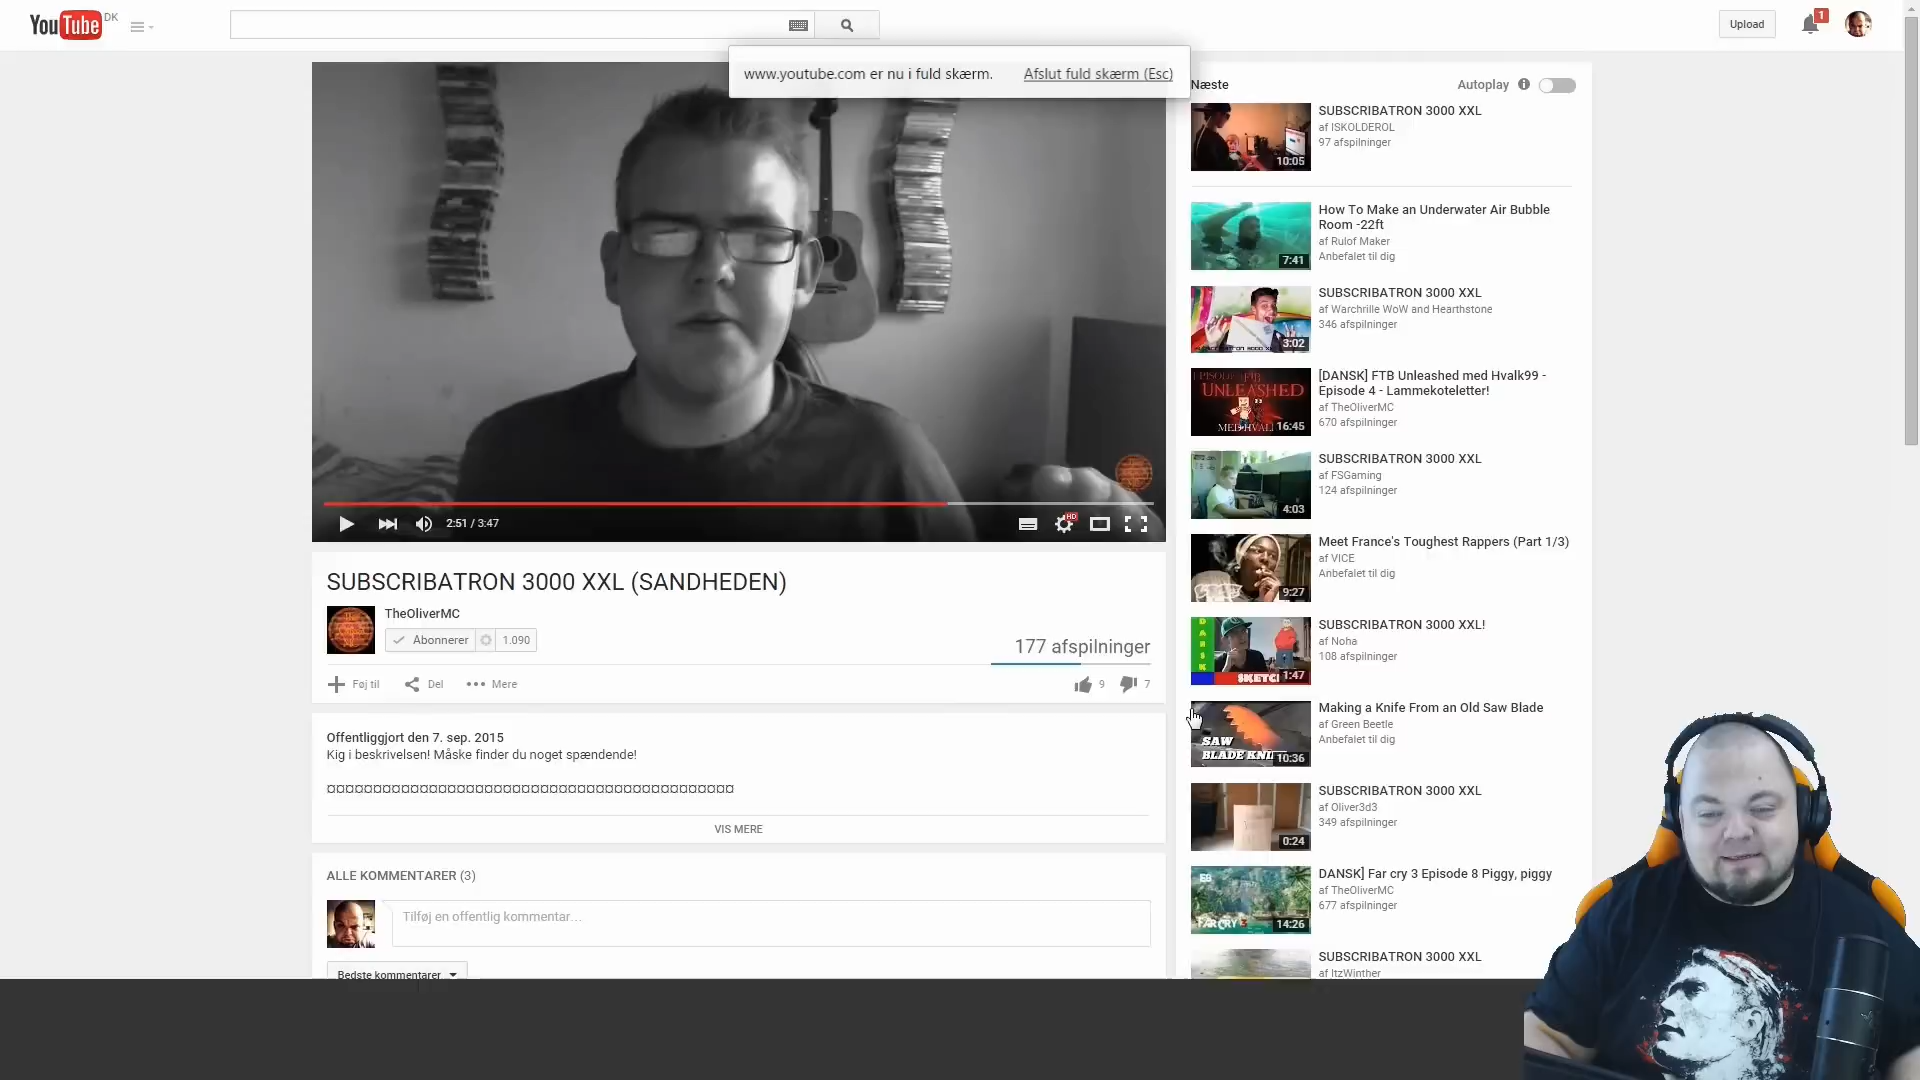 YouTube DK
Upload
1
www.youtube.com er nu i fuld skærm. Afslut fuld skærm (Esc)
Næste
Autoplay
SUBSCRIBATRON 3000 XXL
af ISKOLDEROL
97 afspilninger
10:05
How To Make an Underwater Air Bubble
Room -22ft
af Rulof Maker
Anbefalet til dig
7:41
SUBSCRIBATRON 3000 XXL
af Warchrille WoW and Hearthstone
346 afspilninger
3:02
[DANSK] FTB Unleashed med Hvalk99 -
Episode 4 - Lammekoteletter!
af TheOliverMC
670 afspilninger
UNLEASHED
16:45
SUBSCRIBATRON 3000 XXL
af FSGaming
124 afspilninger
4:03
Meet France's Toughest Rappers (Part 1/3)
af VICE
Anbefalet til dig
9:27
SUBSCRIBATRON 3000 XXL!
af Noha
108 afspilninger
DANSK
1:47
Making a Knife From an Old Saw Blade
af Green Beetle
Anbefalet til dig
SAW
BLADE
10:36
SUBSCRIBATRON 3000 XXL
af Oliver3d3
349 afspilninger
0:24
DANSK] Far cry 3 Episode 8 Piggy, piggy
af TheOliverMC
677 afspilninger
E8
FARCRY 3
14:26
SUBSCRIBATRON 3000 XXL
af ItzWinther
2:51 / 3:47
HD
SUBSCRIBATRON 3000 XXL (SANDHEDEN)
TheOliverMC
Abonnerer 1.090
177 afspilninger
Føj til Del Mere
9 7
Offentliggjort den 7. sep. 2015
Kig i beskrivelsen! Måske finder du noget spændende!
VIS MERE
ALLE KOMMENTARER (3)
Tilføj en offentlig kommentar...
Bedste kommentarer